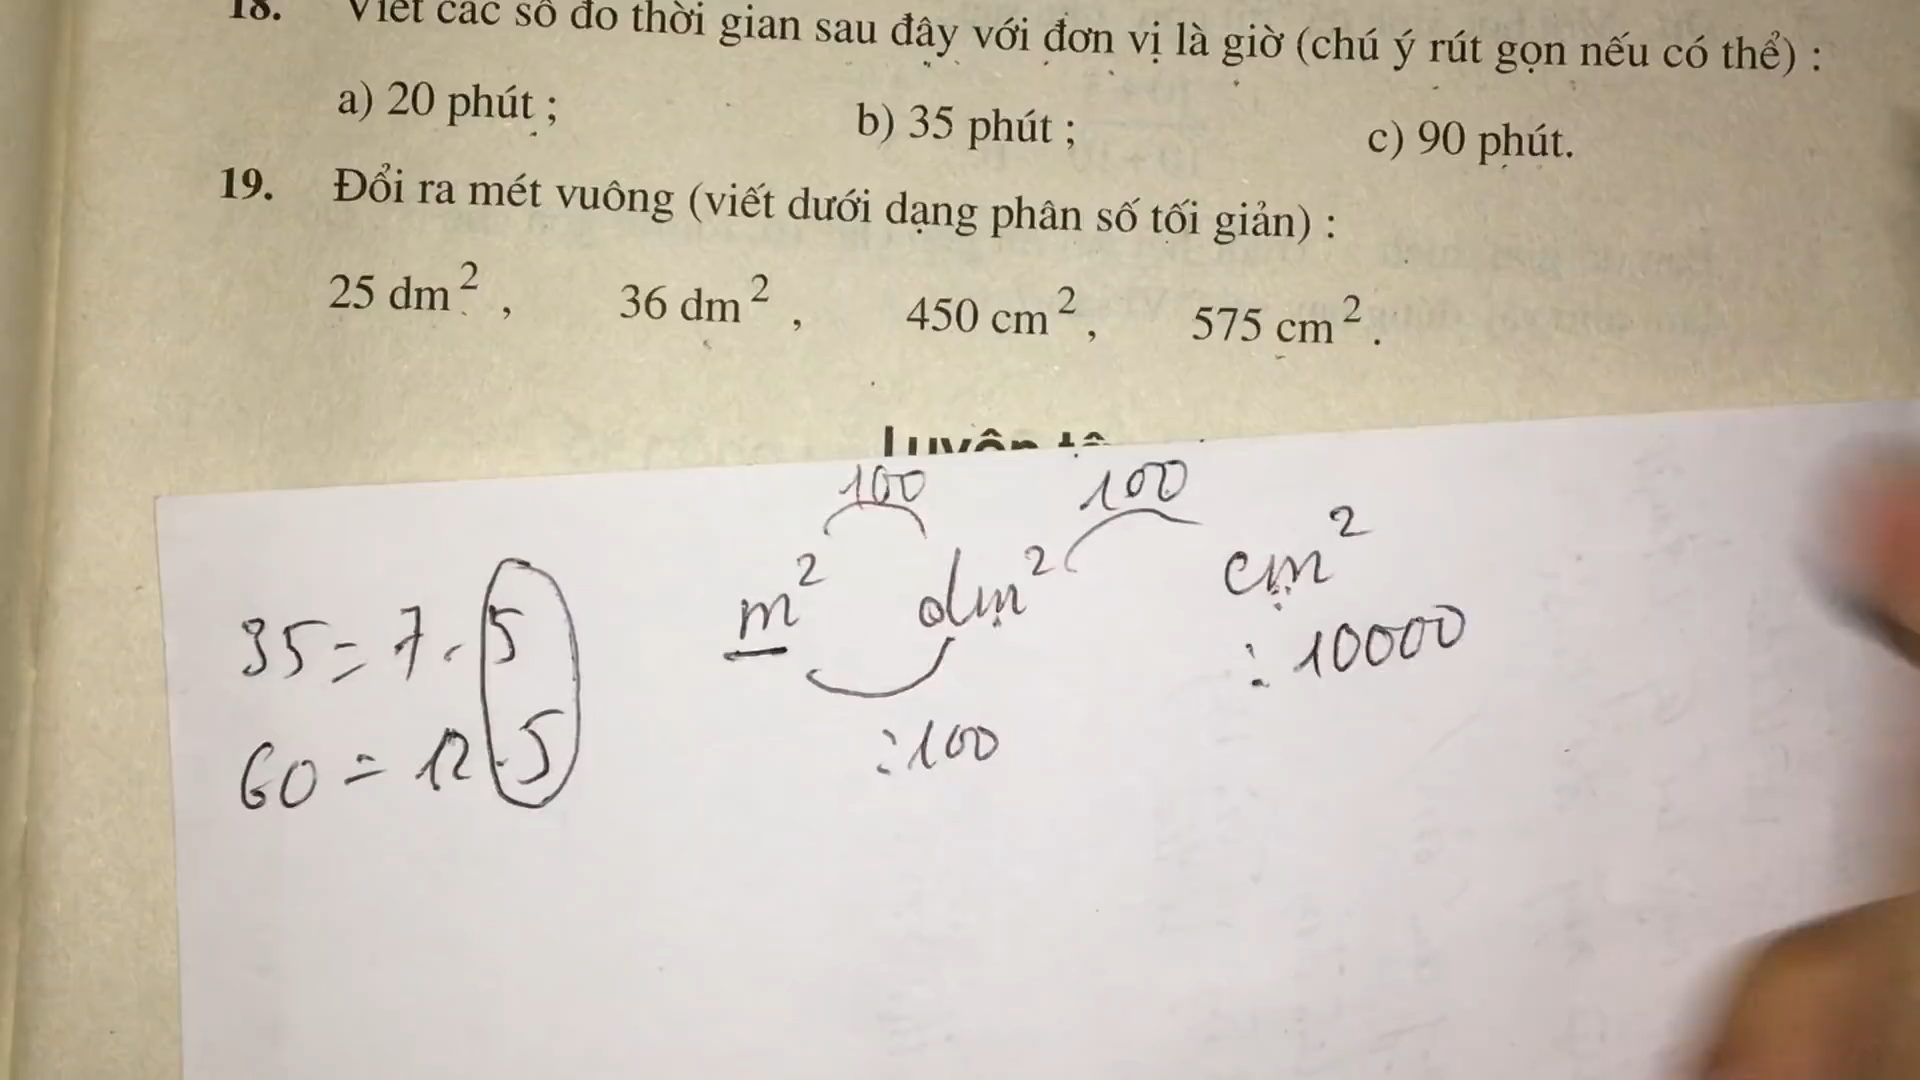 18. Viết các số đo thời gian sau đây với đơn vị là giờ (chú ý rút gọn nếu có thể) :
a) 20 phút ; b) 35 phút ; c) 90 phút.
19. Đổi ra mét vuông (viết dưới dạng phân số tối giản) :
25 dm² , 36 dm² , 450 cm² , 575 cm² .
100 100
m² dm² cm²
35 = 7 . 5
: 10000
60 = 12 . 5
: 100